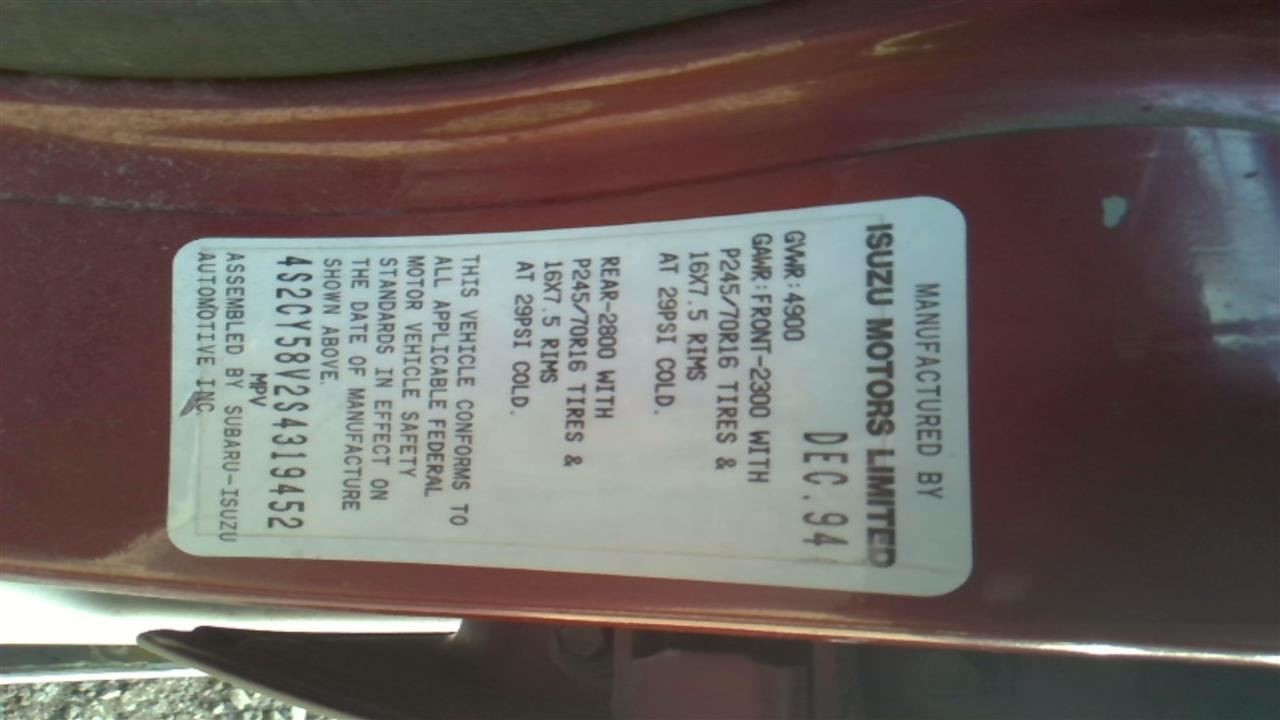 MANUFACTURED BY
ISUZU MOTORS LIMITED
DEC.94
GVWR:4900
GAWR:FRONT-2300 WITH
P245/70R16 TIRES &
16X7.5 RIMS
AT 29PSI COLD.
REAR-2800 WITH
P245/70R16 TIRES &
16X7.5 RIMS
AT 29PSI COLD.
THIS VEHICLE CONFORMS TO
ALL APPLICABLE FEDERAL
MOTOR VEHICLE SAFETY
STANDARDS IN EFFECT ON
THE DATE OF MANUFACTURE
SHOWN ABOVE.
4S2CY58V2S4319452
MPV
ASSEMBLED BY SUBARU-ISUZU
AUTOMOTIVE INC.